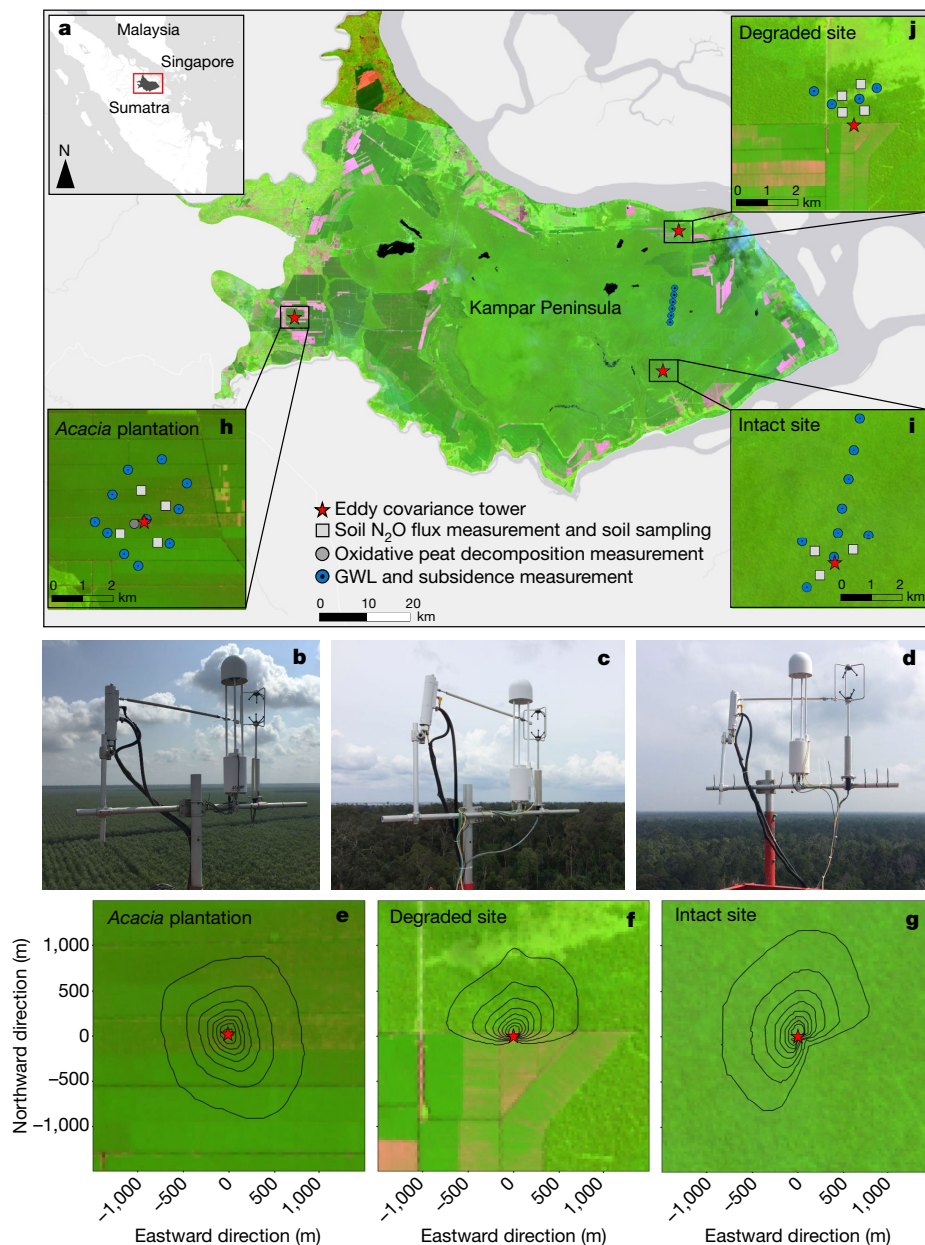 a
Malaysia
Singapore
Sumatra
N
Degraded site
j
0 1 2
km
Kampar Peninsula
Acacia plantation
h
0 1 2
km
Intact site
i
0 1 2
km
Eddy covariance tower
Soil N₂O flux measurement and soil sampling
Oxidative peat decomposition measurement
GWL and subsidence measurement
0 10 20
km
b
c
d
Acacia plantation
e
Degraded site
f
Intact site
g
Northward direction (m)
1,000
500
0
−500
−1,000
−1,000
−500
0
500
1,000
Eastward direction (m)
−1,000
−500
0
500
1,000
Eastward direction (m)
−1,000
−500
0
500
1,000
Eastward direction (m)